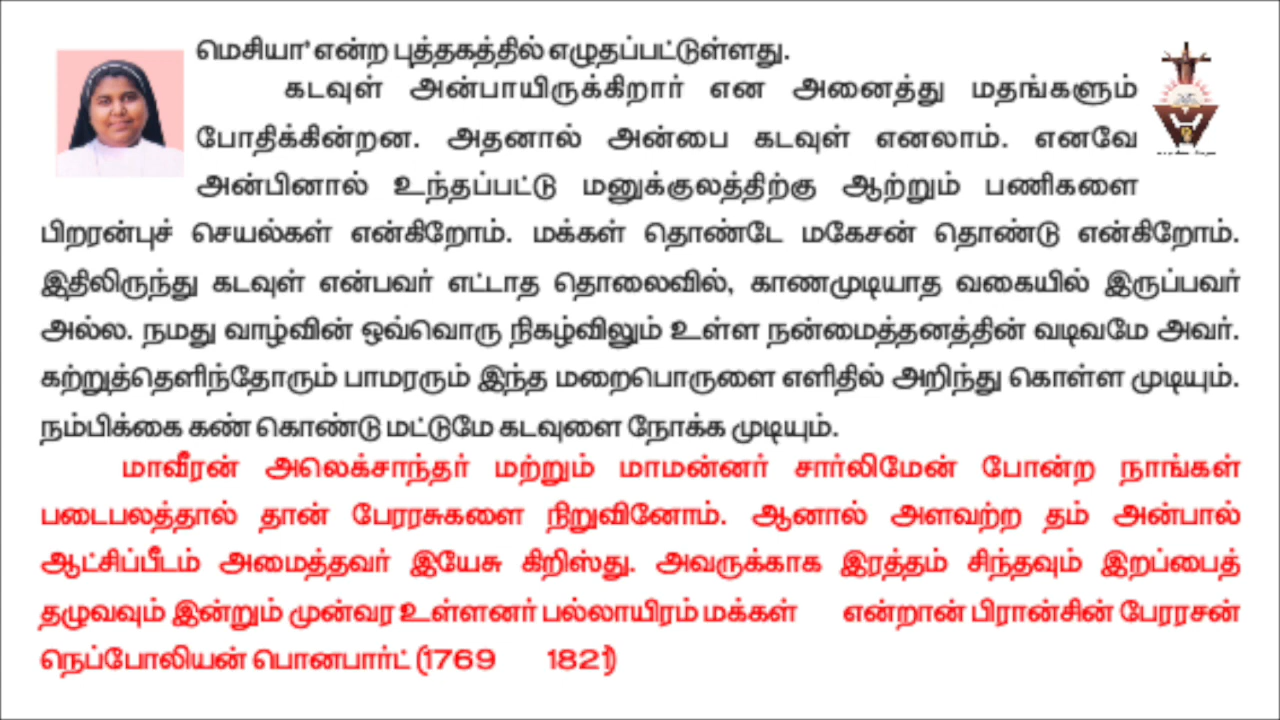 மெசியா' என்ற புத்தகத்தில் எழுதப்பட்டுள்ளது.
கடவுள் அன்பாயிருக்கிறார் என அனைத்து மதங்களும்
போதிக்கின்றன. அதனால் அன்பை கடவுள் எனலாம். எனவே
அன்பினால் உந்தப்பட்டு மனுக்குலத்திற்கு ஆற்றும் பணிகளை
பிறரன்புச் செயல்கள் என்கிறோம். மக்கள் தொண்டே மகேசன் தொண்டு என்கிறோம்.
இதிலிருந்து கடவுள் என்பவர் எட்டாத தொலைவில், காணமுடியாத வகையில் இருப்பவர்
அல்ல. நமது வாழ்வின் ஒவ்வொரு நிகழ்விலும் உள்ள நன்மைத்தனத்தின் வடிவமே அவர்.
கற்றுத்தெளிந்தோரும் பாமரரும் இந்த மறைபொருளை எளிதில் அறிந்து கொள்ள முடியும்.
நம்பிக்கை கண் கொண்டு மட்டுமே கடவுளை நோக்க முடியும்.
மாவீரன் அலெக்சாந்தர் மற்றும் மாமன்னர் சார்லிமேன் போன்ற நாங்கள்
படைபலத்தால் தான் பேரரசுகளை நிறுவினோம். ஆனால் அளவற்ற தம் அன்பால்
ஆட்சிப்பீடம் அமைத்தவர் இயேசு கிறிஸ்து. அவருக்காக இரத்தம் சிந்தவும் இறப்பைத்
தழுவவும் இன்றும் முன்வர உள்ளனர் பல்லாயிரம் மக்கள் என்றான் பிரான்சின் பேரரசன்
நெப்போலியன் பொனபார்ட் (1769 1821)